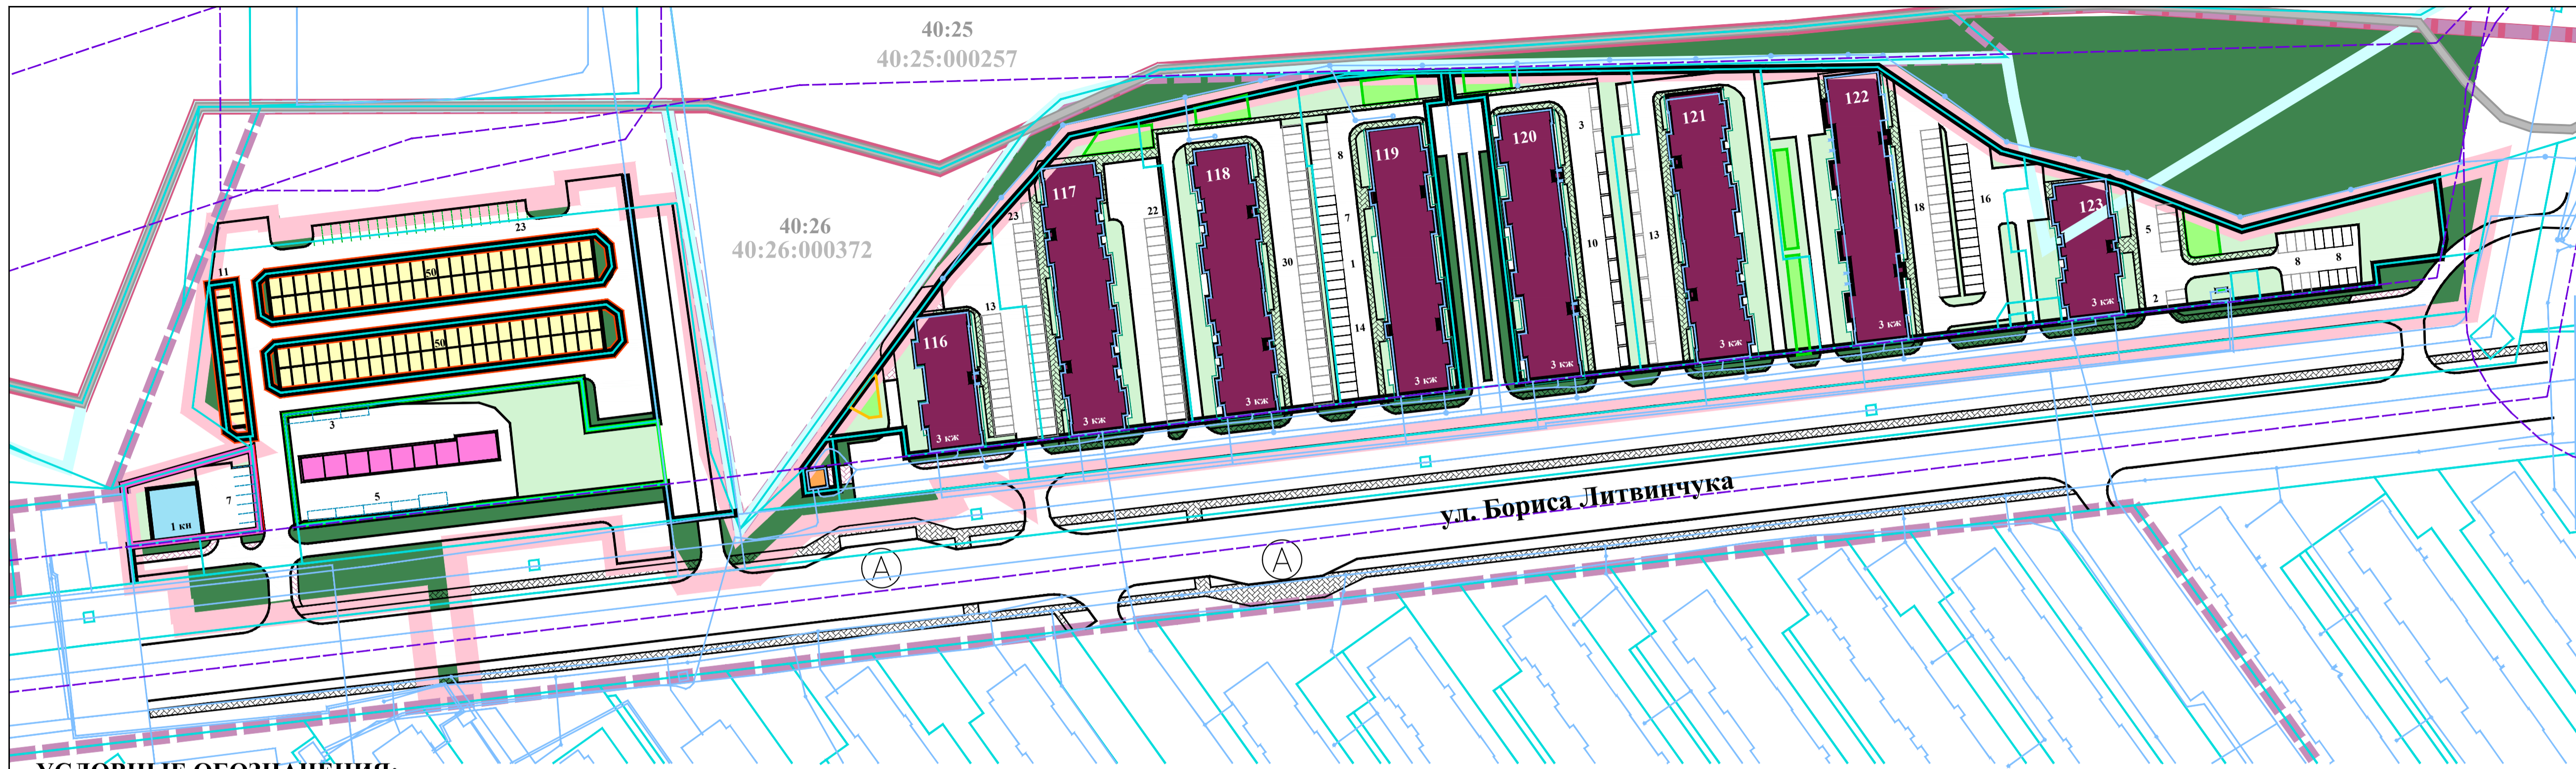 40:25
40:25:000257
40:26
40:26:000372
122
121
120
119
118
117
116
123
3
8
7
1
14
30
22
23
13
10
13
18
16
5
2
8
8
3 кж
3 кж
3 кж
3 кж
3 кж
3 кж
3 кж
3 кж
23
11
50
50
3
5
7
1 кн
ул. Бориса Литвинчука
А
А
УСЛОВНЫЕ ОБОЗНАЧЕНИЯ: